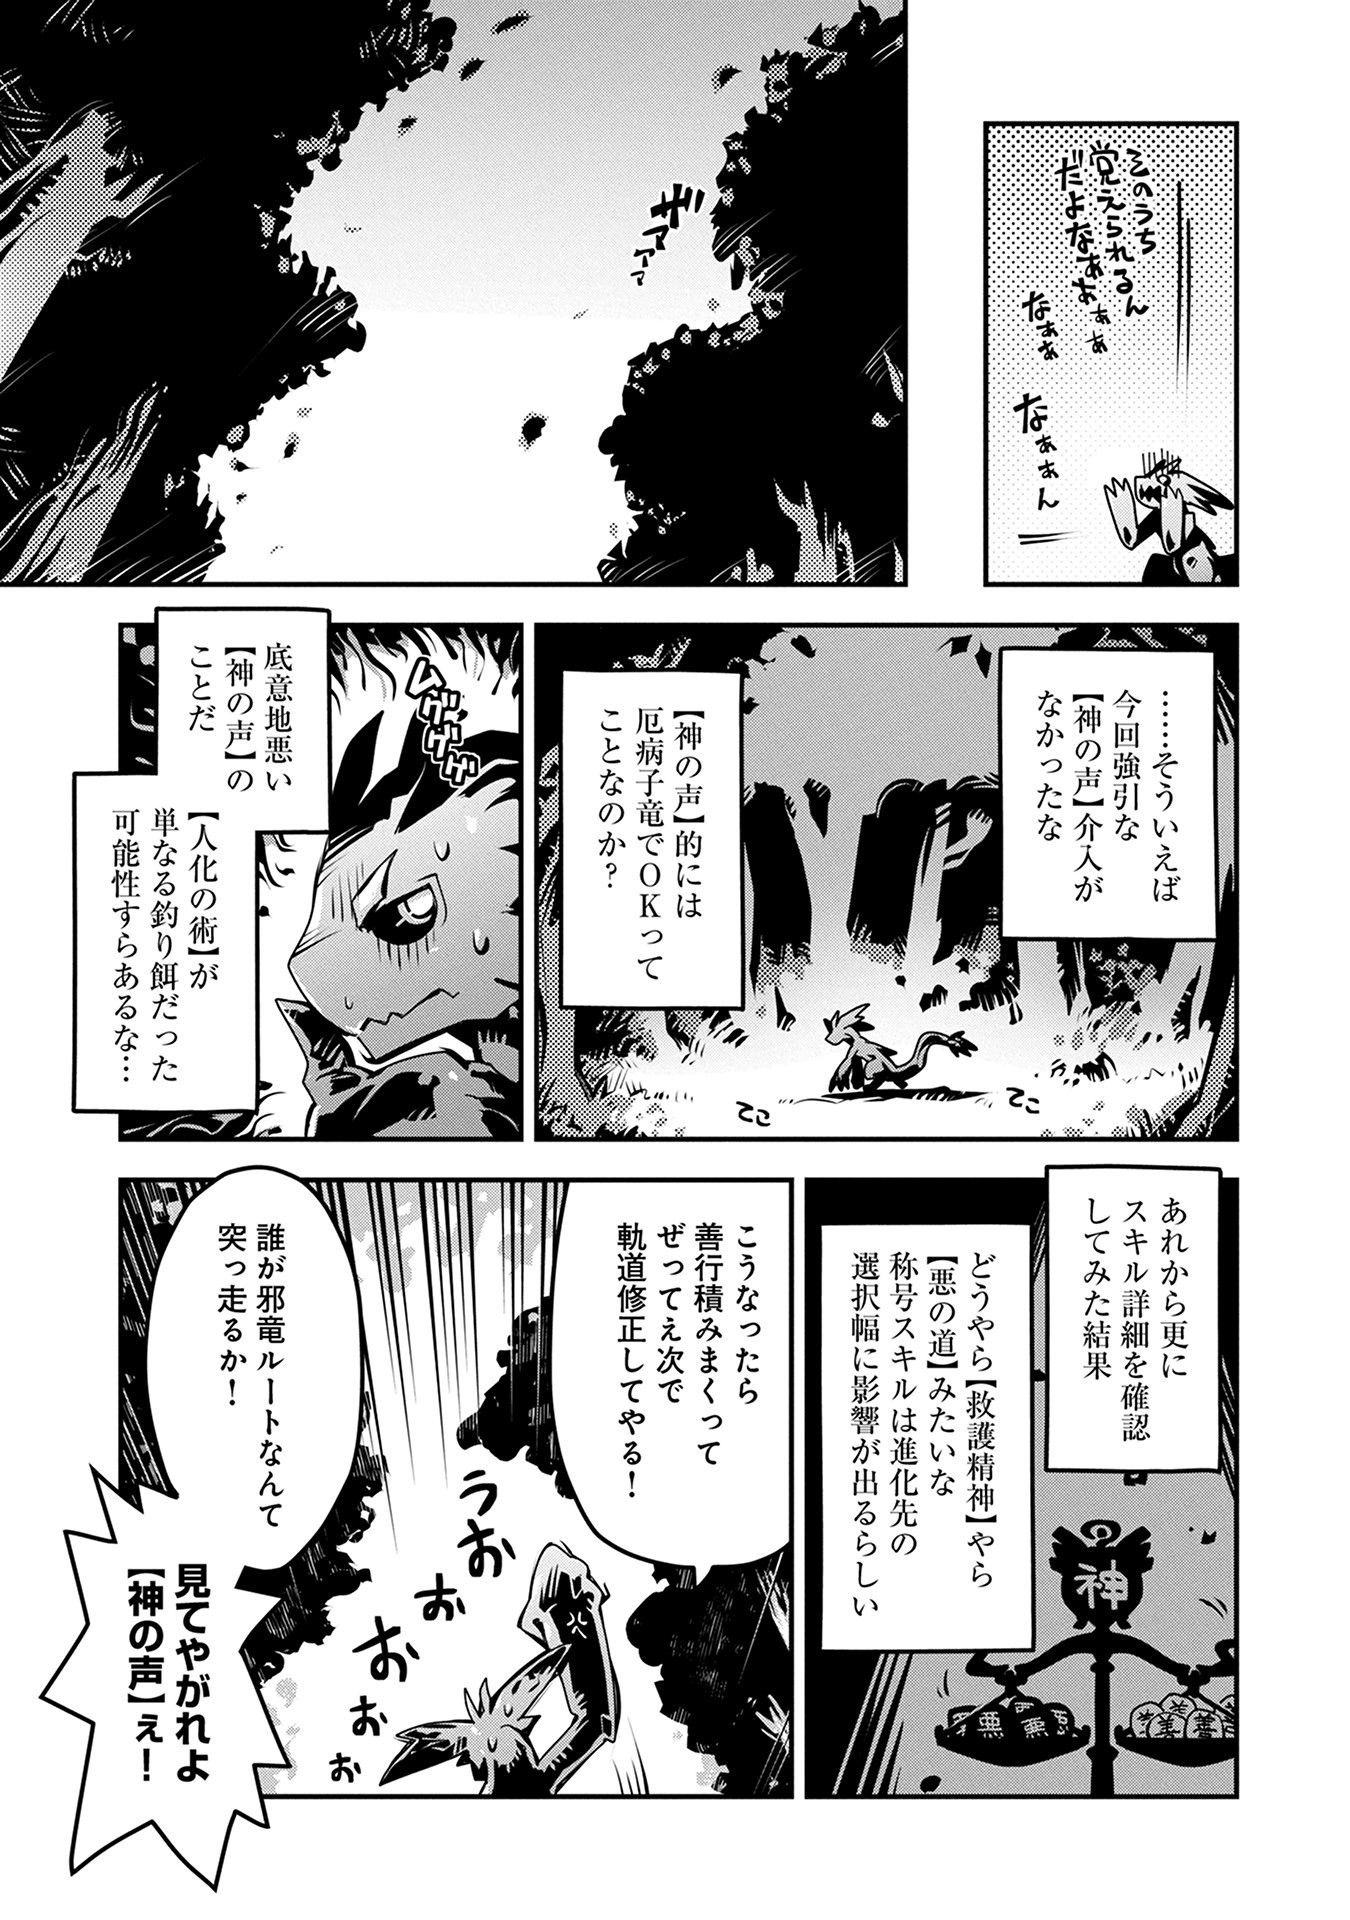 そのうち
覚えられるん
だよなあぁぁぁ
なぁぁ
なぁぁん
ザァァァ
……そういえば
今回強引な
【神の声】介入が
なかったな
【神の声】的には
厄病子竜でOKって
ことなのか?
てこ
てこ
底意地悪い
【神の声】の
ことだ
【人化の術】が
単なる釣り餌だった
可能性すらあるな…
ムグググググ
あれから更に
スキル詳細を確認
してみた結果
どうやら【救護精神】やら
【悪の道】みたいな
称号スキルは進化先の
選択幅に影響が出るらしい
神
悪
悪
善
善
こうなったら
善行積みまくって
ぜってえ次で
軌道修正してやる!
うおおおおお
誰が邪竜ルートなんて
突っ走るか!
見てやがれよ
【神の声】ぇ!